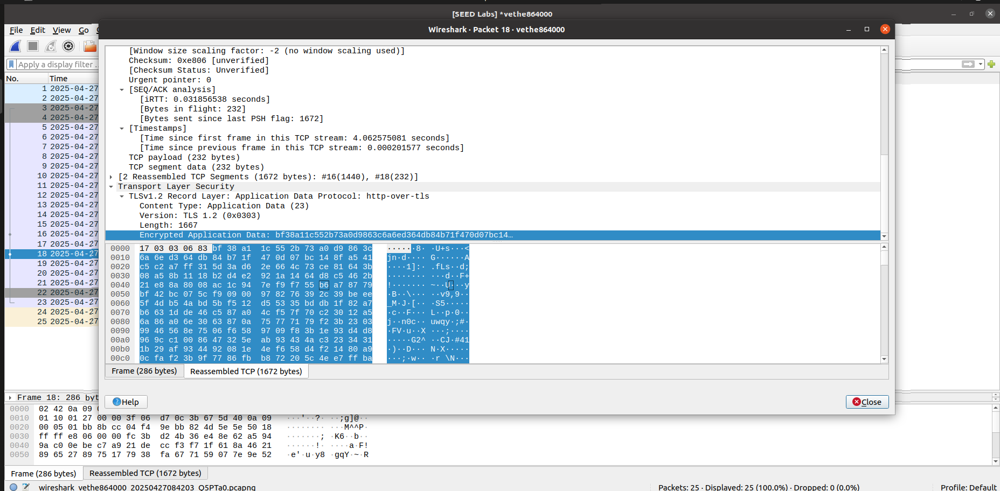 [SEED Labs] *vethe864000
Wireshark · Packet 18 · vethe864000
File Edit View Go
Apply a display filter
No. Time
1 2025-04-27
2 2025-04-27
3 2025-04-27
4 2025-04-27
5 2025-04-27
6 2025-04-27
7 2025-04-27
8 2025-04-27
9 2025-04-27
10 2025-04-27
11 2025-04-27
12 2025-04-27
13 2025-04-27
14 2025-04-27
15 2025-04-27
16 2025-04-27
17 2025-04-27
18 2025-04-27
19 2025-04-27
20 2025-04-27
21 2025-04-27
22 2025-04-27
23 2025-04-27
24 2025-04-27
25 2025-04-27
[Window size scaling factor: -2 (no window scaling used)]
Checksum: 0xe806 [unverified]
[Checksum Status: Unverified]
Urgent pointer: 0
[SEQ/ACK analysis]
[iRTT: 0.031856538 seconds]
[Bytes in flight: 232]
[Bytes sent since last PSH flag: 1672]
[Timestamps]
[Time since first frame in this TCP stream: 4.062575081 seconds]
[Time since previous frame in this TCP stream: 0.000201577 seconds]
TCP payload (232 bytes)
TCP segment data (232 bytes)
[2 Reassembled TCP Segments (1672 bytes): #16(1440), #18(232)]
Transport Layer Security
TLSv1.2 Record Layer: Application Data Protocol: http-over-tls
Content Type: Application Data (23)
Version: TLS 1.2 (0x0303)
Length: 1667
Encrypted Application Data: bf38a11c552b73a0d9863c6a6ed364db84b71f470d07bc14…
0000 17 03 03 06 83 bf 38 a1 1c 55 2b 73 a0 d9 86 3c ······8· ·U+s···<
0010 6a 6e d3 64 db 84 b7 1f 47 0d 07 bc 14 8f a5 41 jn·d···· G······A
0020 c5 c2 a7 ff 31 5d 3a d6 2e 66 4c 73 ce 81 64 3b ····1]:· .fLs··d;
0030 08 a5 8b 11 18 b2 d4 e2 92 1a 14 64 d8 c5 46 2b ········ ···d··F+
0040 21 e8 8a 80 08 ac 1c 94 7e f9 f7 55 b6 a7 87 79 !······· ~··U···y
0050 bf 42 bc 07 5c f9 09 00 97 82 76 39 2c 39 be ee ·B··\··· ··v9,9··
0060 5f 4d b5 4a bd 5b f5 12 d5 53 35 bd db 1f 82 a7 _M·J·[·· ·S5·····
0070 b6 63 1d de 46 c5 87 a0 4c f5 7f 70 c2 30 12 a5 ·c··F··· L··p·0··
0080 6a 86 a0 6e 30 63 87 0a 75 77 71 79 f2 3b 23 03 j··n0c·· uwqy·;#·
0090 99 46 56 8e 75 06 f6 58 97 09 f8 3b 1e 93 d4 d8 ·FV·u··X ···;····
00a0 96 9c c1 00 86 47 32 5e ab 93 43 4a c3 23 34 31 ·····G2^ ··CJ·#41
00b0 1b 29 af 93 44 92 08 1e 4e f6 58 d4 f2 14 80 a9 ·)··D··· N·X·····
00c0 0c fa f2 3b 9f 77 86 fb b8 72 20 5c 4e e7 ff ba ···;·w·· ·r \N···
Frame (286 bytes) Reassembled TCP (1672 bytes)
Help Close
Frame 18: 286 byt
0000 02 42 0a 09
0010 01 10 01 27 00 00 3f 06 d7 0c 3b 67 5d 40 0a 09 ···'··?· ··;g]@··
0020 00 05 01 bb 8b cc 04 f4 9e bb 82 4d 5e 5e 50 18 ········ ···M^^P·
0030 ff ff e8 06 00 00 fc 3b d2 4b 36 e4 8e 62 a5 94 ·······; ·K6··b··
0040 9a c0 0e be c7 a9 21 de cc f3 f7 1f 61 8a 46 21 ······!· ····a·F!
0050 89 65 27 89 75 17 79 38 fa 67 71 59 07 7e 9e 52 ·e'·u·y8 ·gqY·~·R
Frame (286 bytes) Reassembled TCP (1672 bytes)
wireshark_vethe864000_20250427084203_Q5PTa0.pcapng Packets: 25 · Displayed: 25 (100.0%) · Dropped: 0 (0.0%) Profile: Default